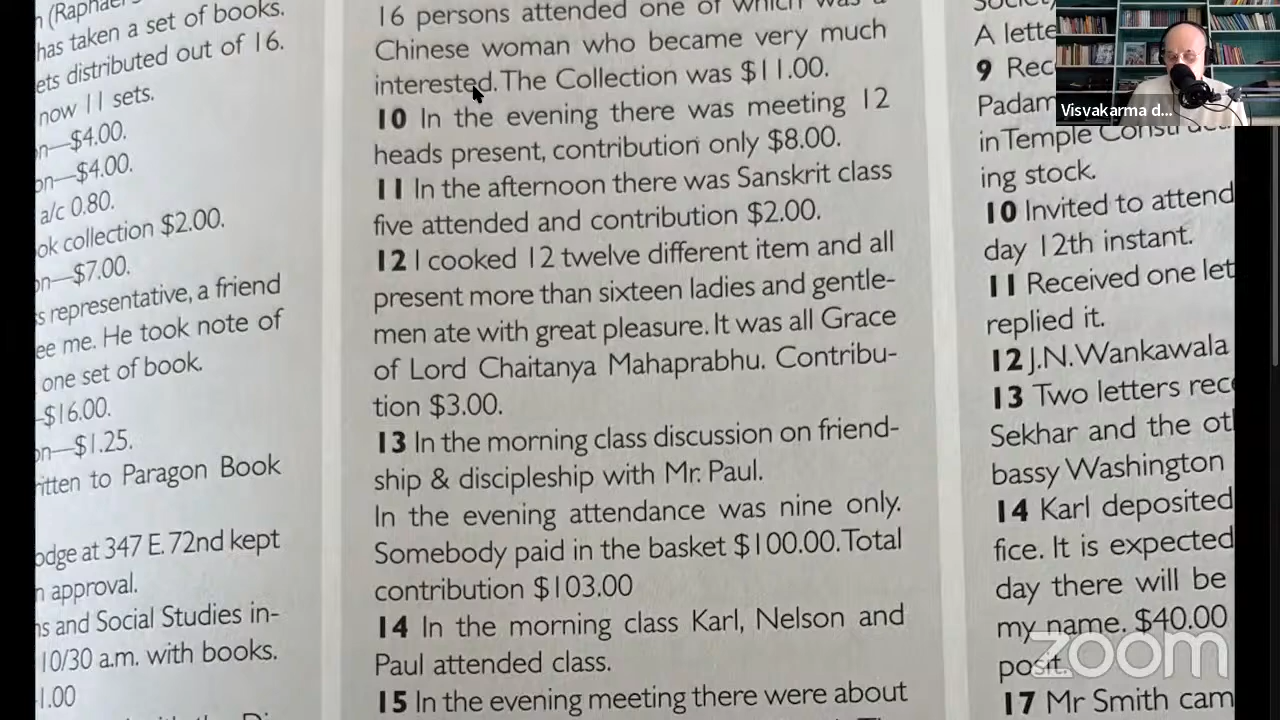 (Raphael
has taken a set of books.
ets distributed out of 16.
now 11 sets.
on—$4.00.
on—$4.00.
a/c 0.80.
ok collection $2.00.
on—$7.00.
s representative, a friend
ee me. He took note of
one set of book.
—$16.00.
on—$1.25.
ritten to Paragon Book
odge at 347 E. 72nd kept
n approval.
ns and Social Studies in-
10/30 a.m. with books.
1.00
16 persons attended one of which was a
Chinese woman who became very much
interested. The Collection was $11.00.
10 In the evening there was meeting 12
heads present, contribution only $8.00.
11 In the afternoon there was Sanskrit class
five attended and contribution $2.00.
12 I cooked 12 twelve different item and all
present more than sixteen ladies and gentle-
men ate with great pleasure. It was all Grace
of Lord Chaitanya Mahaprabhu. Contribu-
tion $3.00.
13 In the morning class discussion on friend-
ship & discipleship with Mr. Paul.
In the evening attendance was nine only.
Somebody paid in the basket $100.00. Total
contribution $103.00
14 In the morning class Karl, Nelson and
Paul attended class.
15 In the evening meeting there were about
A lette
9 Rec
Padam
in Temple
ing stock.
10 Invited to attend
day 12th instant.
11 Received one let
replied it.
12 J.N. Wankawala
13 Two letters rece
Sekhar and the ot
bassy Washington
14 Karl deposited
fice. It is expected
day there will be
my name. $40.00
posit.
17 Mr Smith cam
Visvakarma d...
zoom